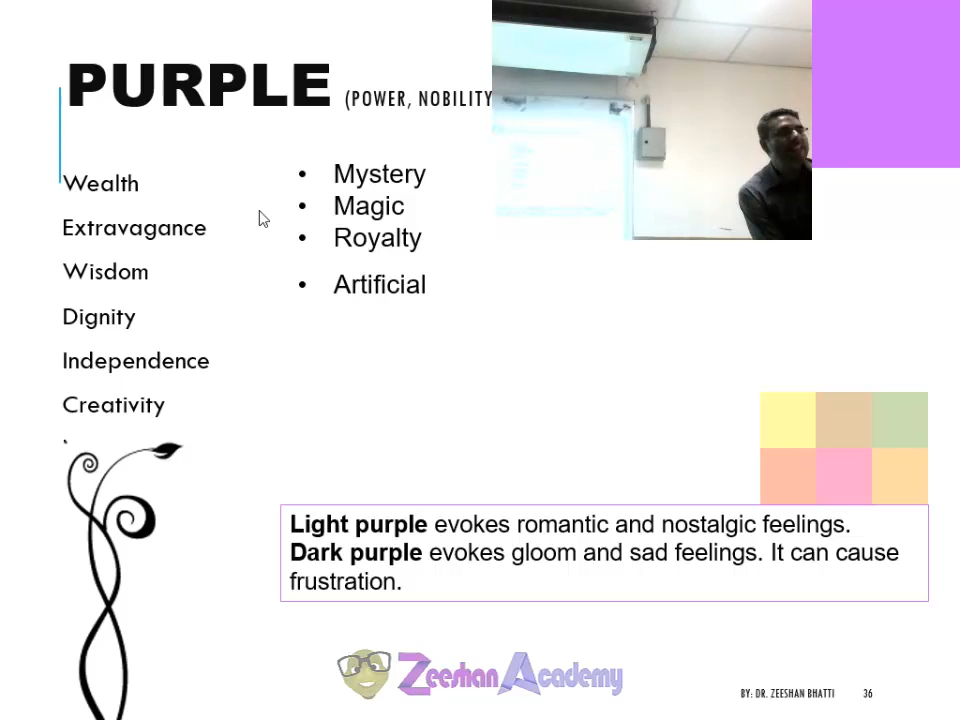 PURPLE (POWER, NOBILITY
Wealth
Extravagance
Wisdom
Dignity
Independence
Creativity
• Mystery
• Magic
• Royalty
• Artificial
Light purple evokes romantic and nostalgic feelings.
Dark purple evokes gloom and sad feelings. It can cause
frustration.
Zeeshan Academy
BY: DR. ZEESHAN BHATTI 36